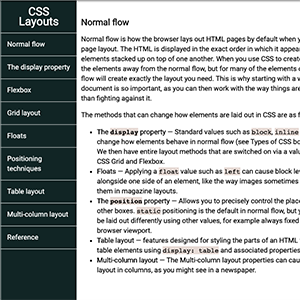 CSS
Layouts
Normal flow
The display property
Flexbox
Grid layout
Floats
Positioning
techniques
Table layout
Multi-column layout
Reference
Normal flow
Normal flow is how the browser lays out HTML pages by default when y
page layout. The HTML is displayed in the exact order in which it appea
elements stacked up on top of one another. When you use CSS to create
the elements away from the normal flow, but for many of the elements o
flow will create exactly the layout you need. This is why starting with a v
document is so important, as you can then work with the way things are
than fighting against it.
The methods that can change how elements are laid out in CSS are as f
• The display property — Standard values such as block, inline
change how elements behave in normal flow (see Types of CSS bo
We then have entire layout methods that are switched on via a valu
CSS Grid and Flexbox.
• Floats — Applying a float value such as left can cause block leve
alongside one side of an element, like the way images sometimes
them in magazine layouts.
• The position property — Allows you to precisely control the place
other boxes. static positioning is the default in normal flow, but y
be laid out differently using other values, for example always fixed
browser viewport.
• Table layout — features designed for styling the parts of an HTML
table elements using display: table and associated properties
• Multi-column layout — The Multi-column layout properties can cau
layout in columns, as you might see in a newspaper.